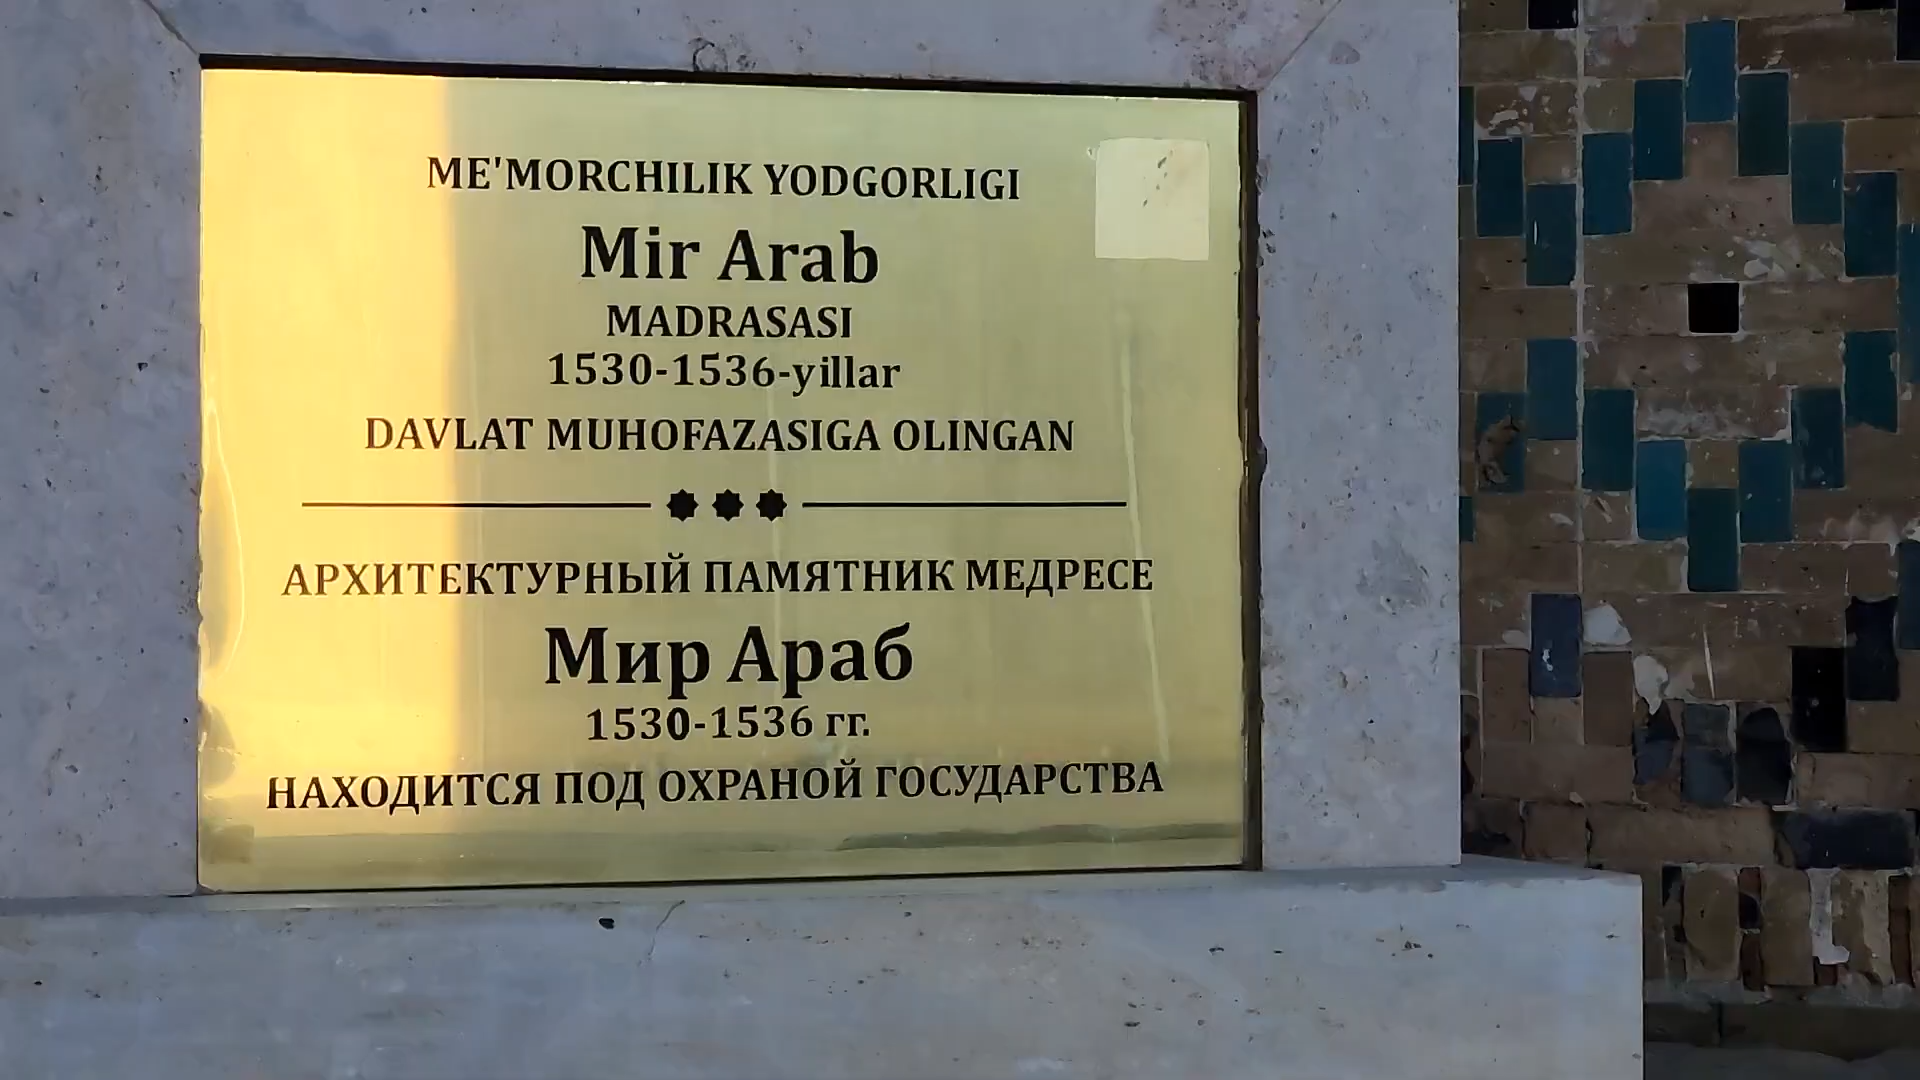 ME'MORCHILIK YODGORLIGI
Mir Arab
MADRASASI
1530-1536-yillar
DAVLAT MUHOFAZASIGA OLINGAN
АРХИТЕКТУРНЫЙ ПАМЯТНИК МЕДРЕСЕ
Мир Араб
1530-1536 гг.
НАХОДИТСЯ ПОД ОХРАНОЙ ГОСУДАРСТВА